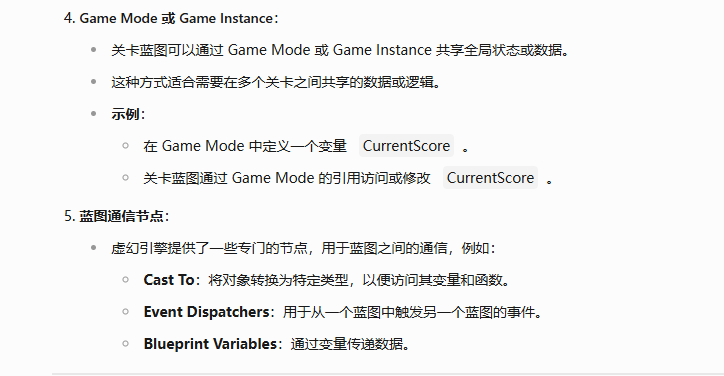 4. Game Mode 或 Game Instance：
关卡蓝图可以通过 Game Mode 或 Game Instance 共享全局状态或数据。
这种方式适合需要在多个关卡之间共享的数据或逻辑。
示例：
在 Game Mode 中定义一个变量 CurrentScore 。
关卡蓝图通过 Game Mode 的引用访问或修改 CurrentScore 。
5. 蓝图通信节点：
虚幻引擎提供了一些专门的节点，用于蓝图之间的通信，例如：
Cast To：将对象转换为特定类型，以便访问其变量和函数。
Event Dispatchers：用于从一个蓝图中触发另一个蓝图的事件。
Blueprint Variables：通过变量传递数据。